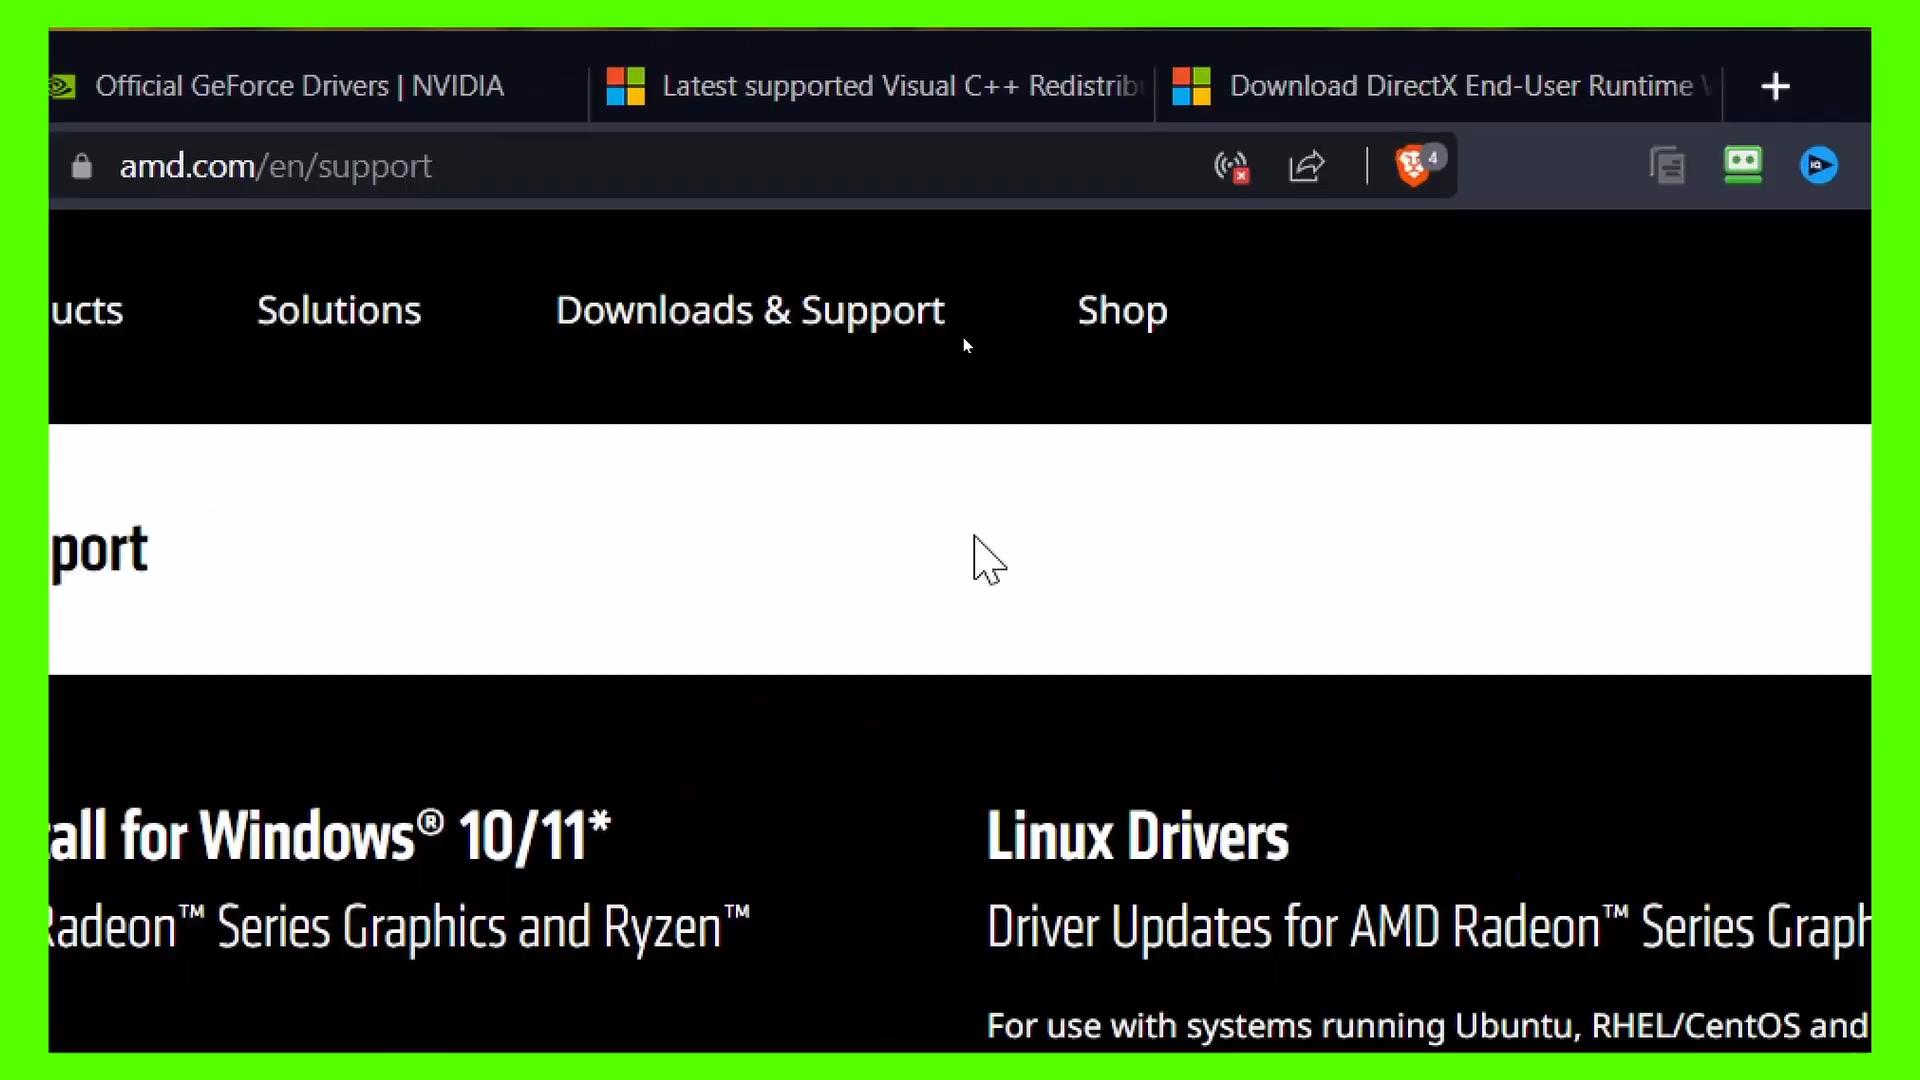 Official GeForce Drivers | NVIDIA
Latest supported Visual C++ Redistrib
Download DirectX End-User Runtime
amd.com/en/support
4
ucts
Solutions
Downloads & Support
Shop
port
all for Windows® 10/11*
Linux Drivers
Radeon™ Series Graphics and Ryzen™
Driver Updates for AMD Radeon™ Series Graph
For use with systems running Ubuntu, RHEL/CentOS and